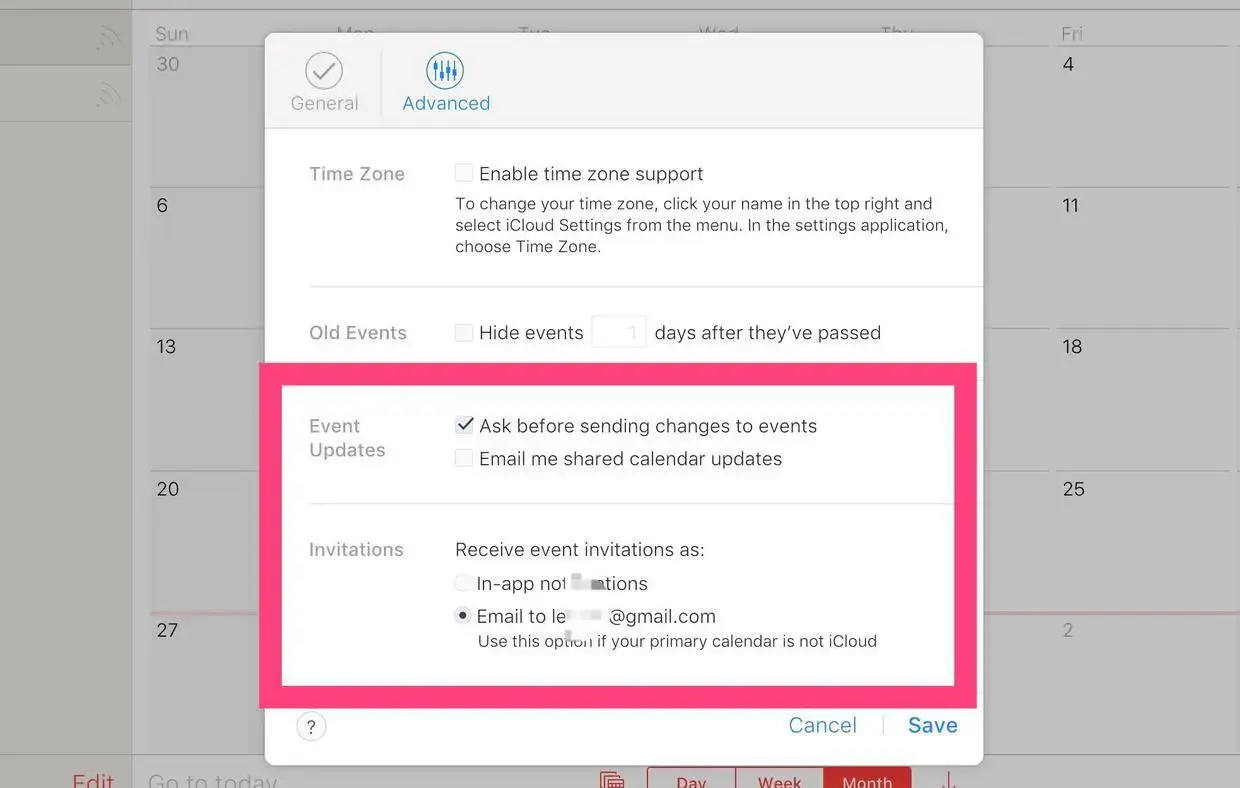 Sun Mon Tue Wed Thu Fri
General
Advanced
30
4
Time Zone
Enable time zone support
To change your time zone, click your name in the top right and
select iCloud Settings from the menu. In the settings application,
choose Time Zone.
6
11
Old Events
Hide events 1 days after they’ve passed
13
18
Event
Updates
Ask before sending changes to events
Email me shared calendar updates
20
25
Invitations
Receive event invitations as:
In-app
Email to @gmail.com
Use this option if your primary calendar is not iCloud
27
2
?
Cancel
Save
Edit
Go to today
Day
Week
Month